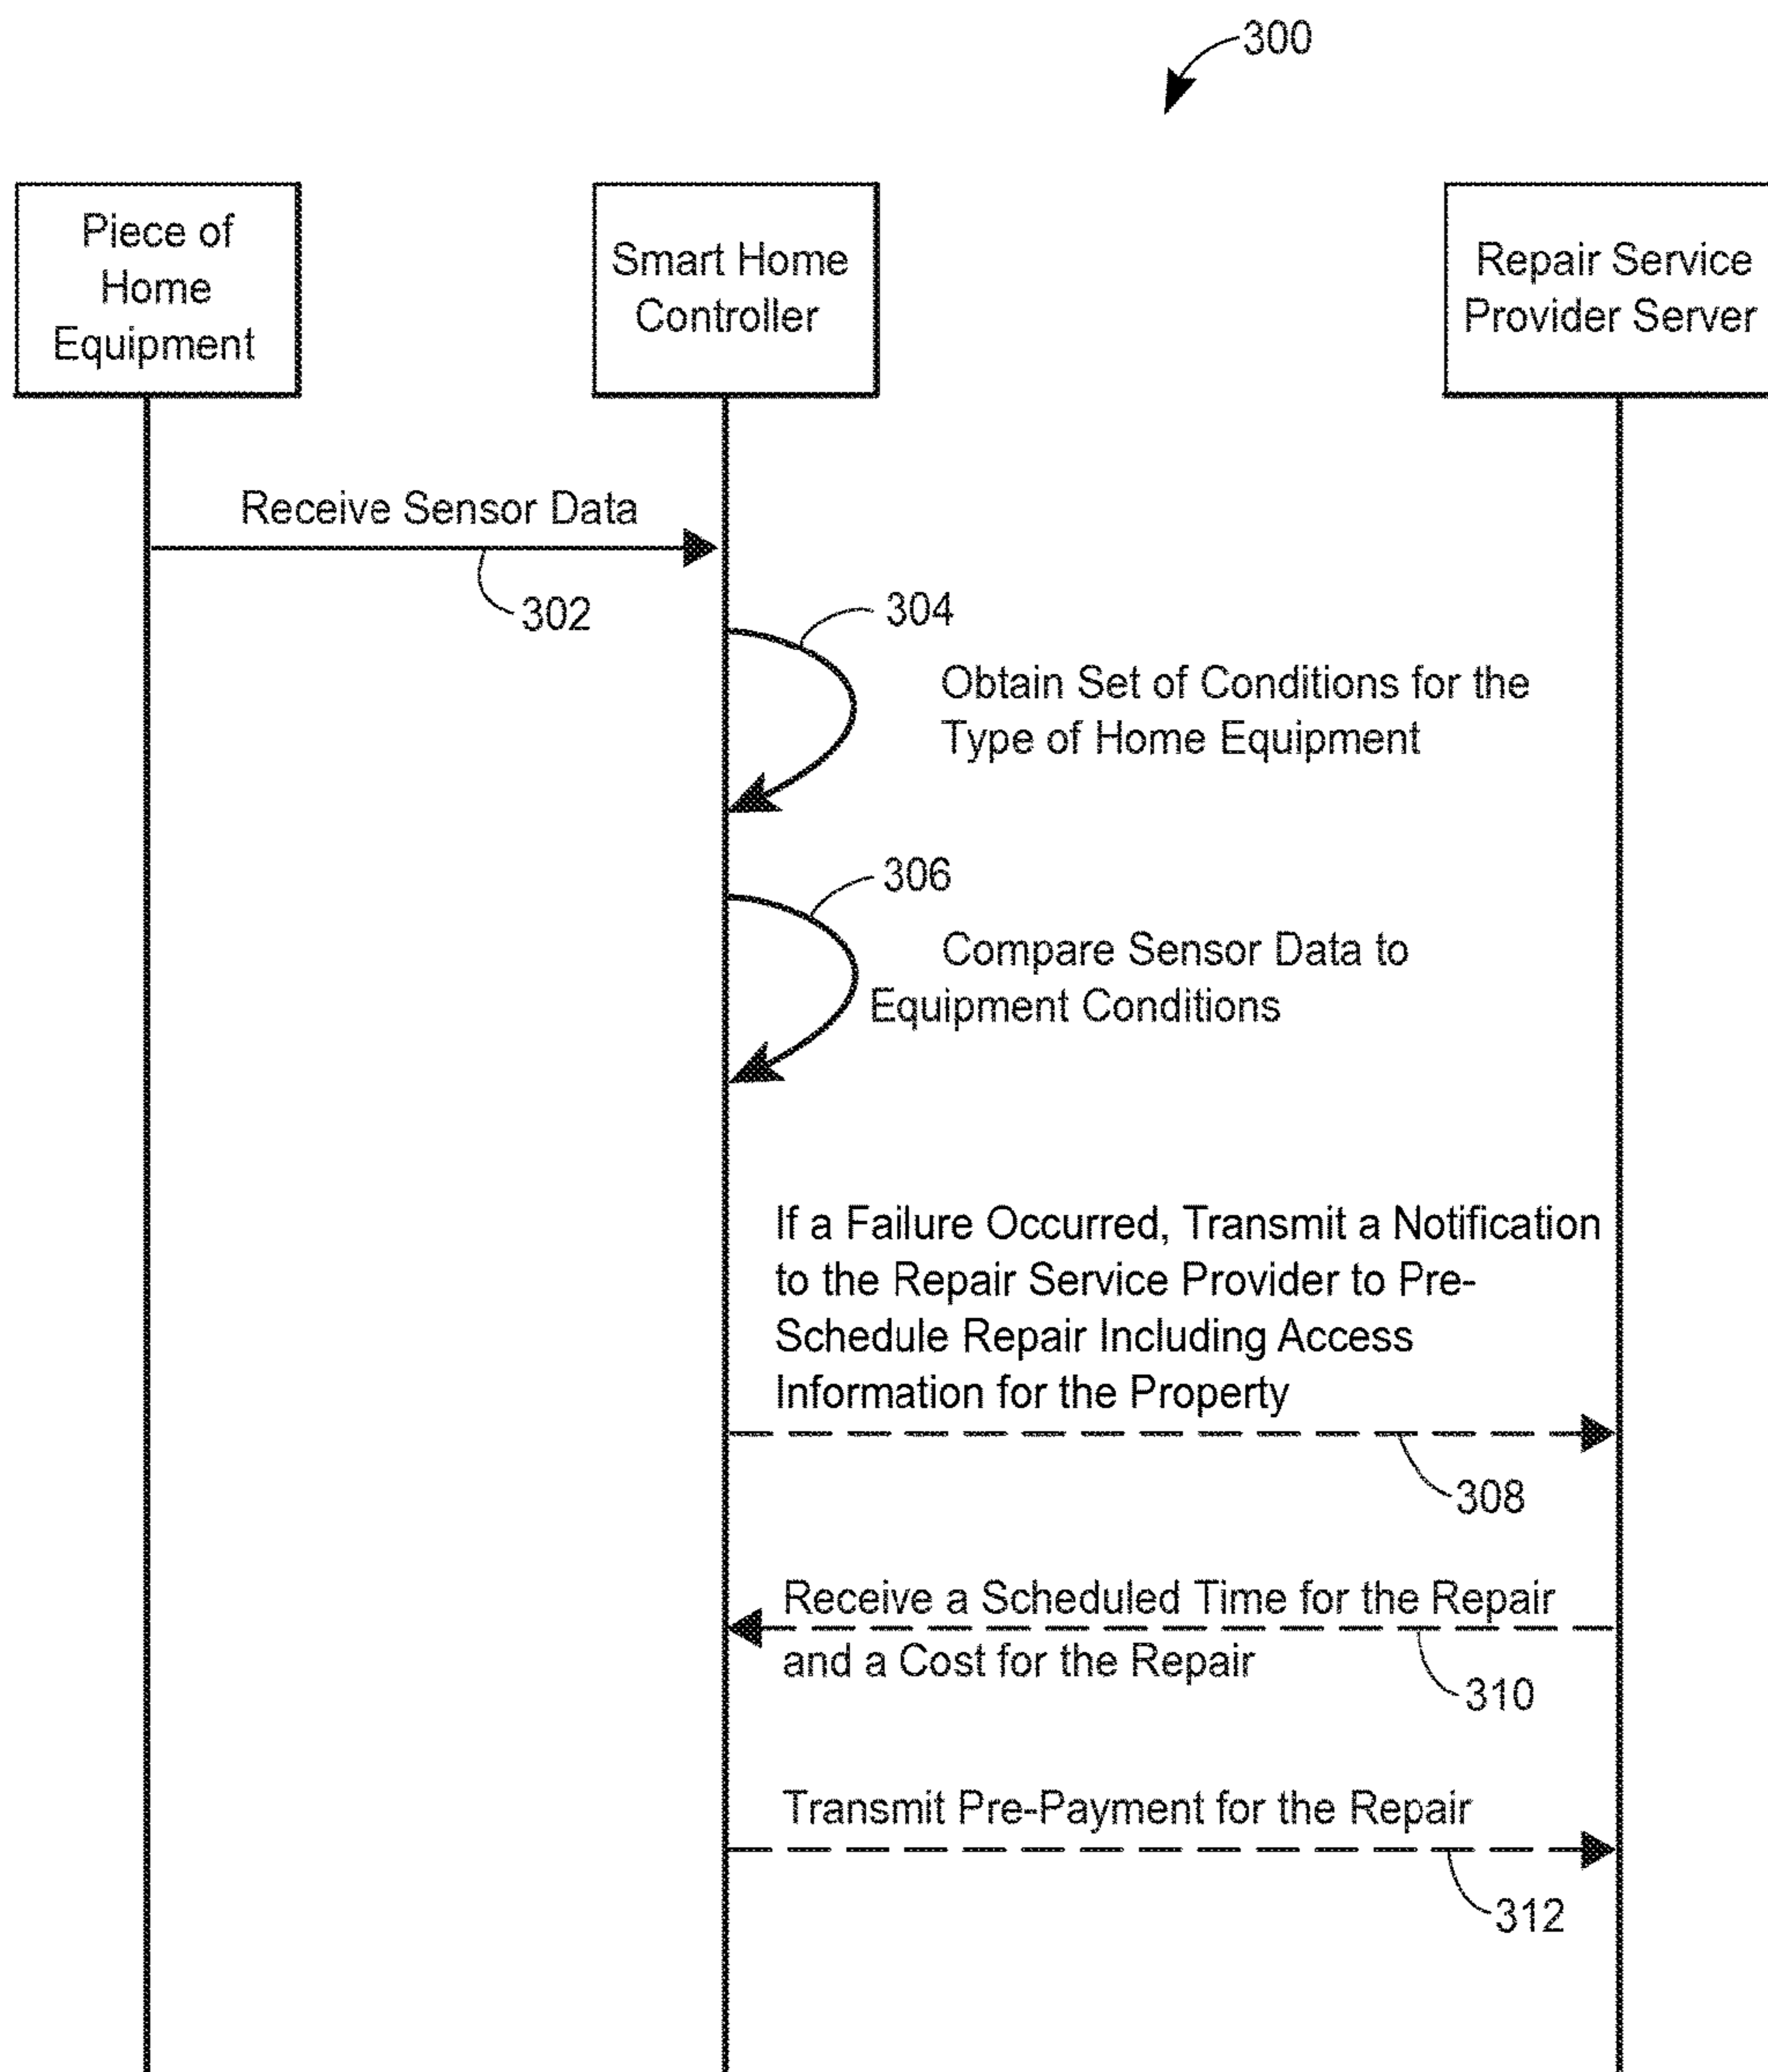 300
Piece of
Home
Equipment
Smart Home
Controller
Repair Service
Provider Server
Receive Sensor Data
302
304
Obtain Set of Conditions for the
Type of Home Equipment
306
Compare Sensor Data to
Equipment Conditions
If a Failure Occurred, Transmit a Notification
to the Repair Service Provider to Pre-
Schedule Repair Including Access
Information for the Property
308
Receive a Scheduled Time for the Repair
and a Cost for the Repair
310
Transmit Pre-Payment for the Repair
312